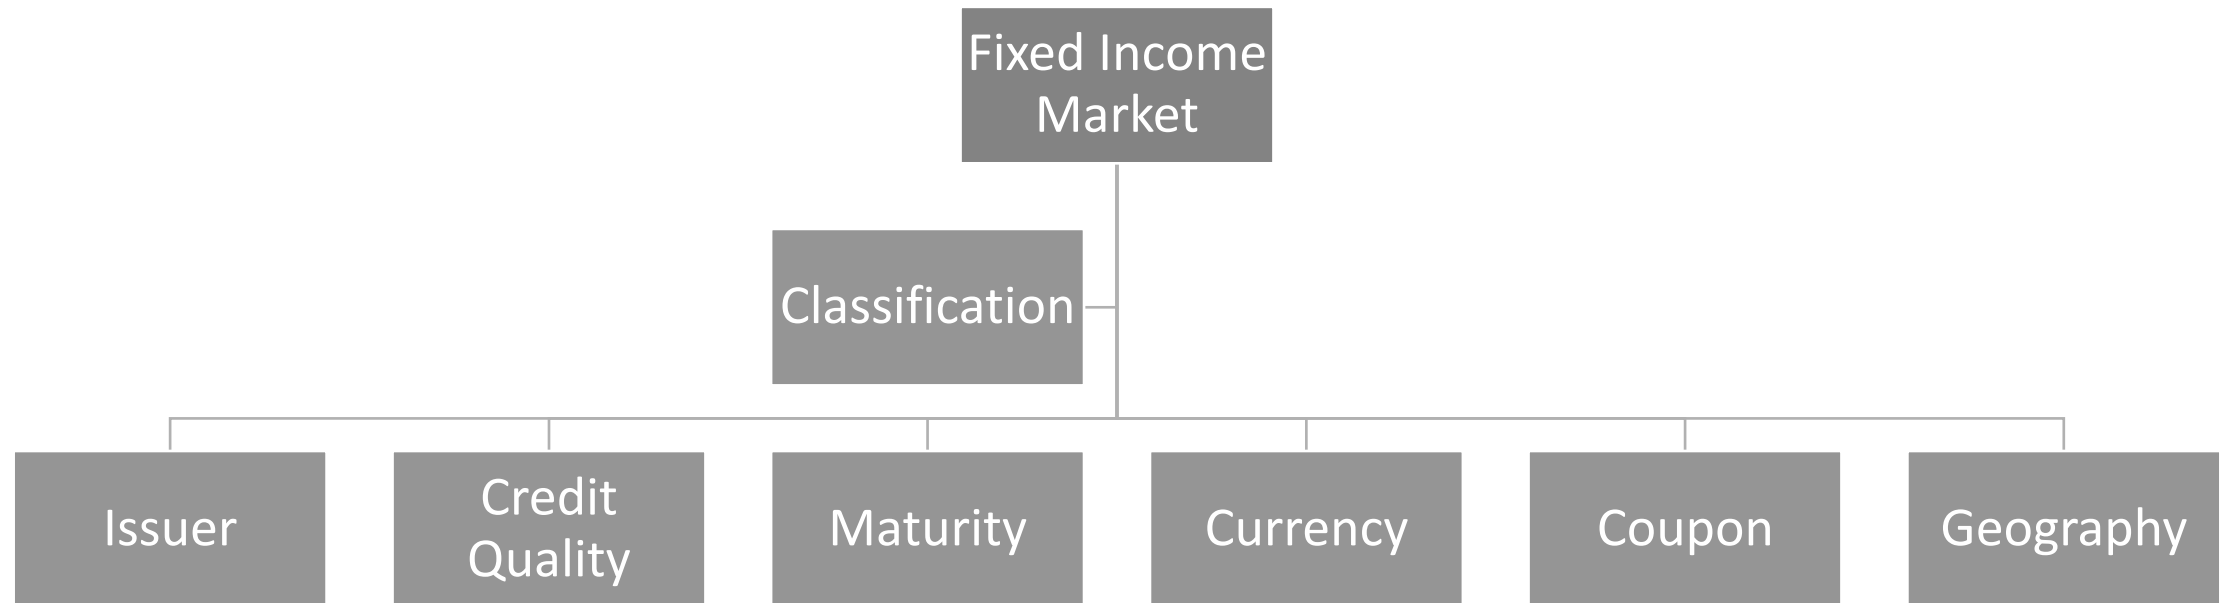 Fixed Income
Market
Classification
Issuer
Credit
Quality
Maturity
Currency
Coupon
Geography